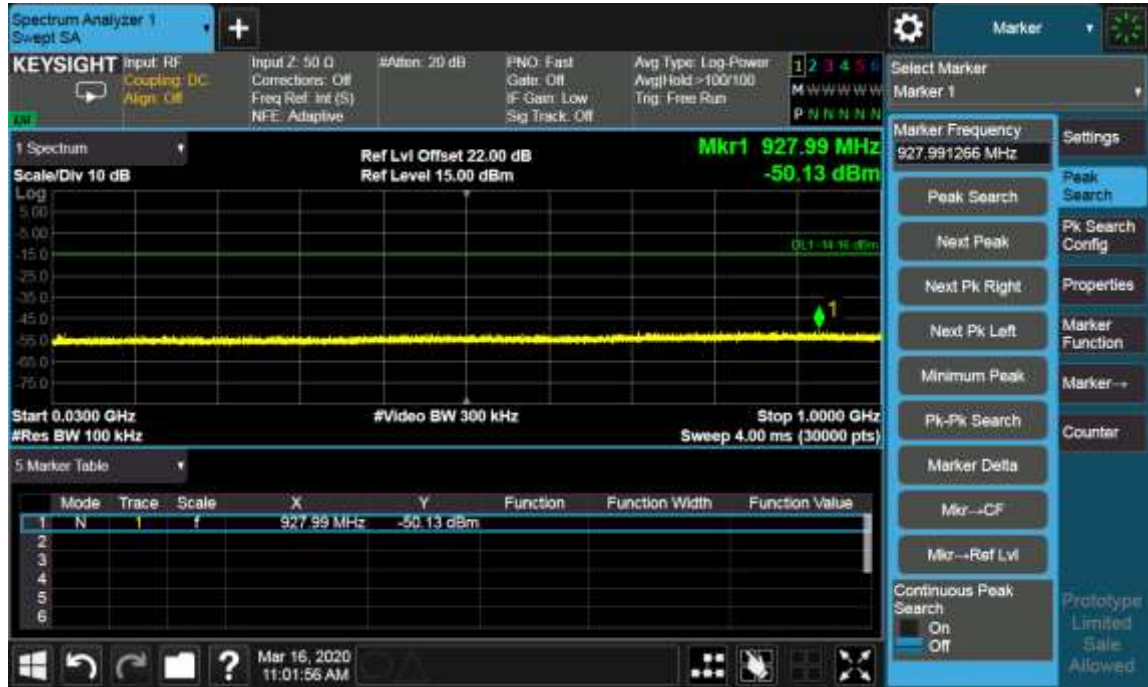 Spectrum Analyzer 1
Swept SA
+
Marker
KEYSIGHT
Input: RF
Coupling: DC
Align: Off
Input Z: 50 Ω
Corrections: Off
Freq Ref: Int (S)
NFE: Adaptive
#Atten: 20 dB
PNO: Fast
Gate: Off
IF Gain: Low
Sig Track: Off
Avg Type: Log-Power
Avg|Hold:>100/100
Trig: Free Run
1 2 3 4 5 6
M W W W W W
P N N N N N
Select Marker
Marker 1
1 Spectrum
Scale/Div 10 dB
Ref Lvl Offset 22.00 dB
Ref Level 15.00 dBm
Mkr1 927.99 MHz
-50.13 dBm
Log
5.00
-5.00
-15.0
-25.0
-35.0
-45.0
-55.0
-65.0
-75.0
DL1 -14.16 dBm
1
Start 0.0300 GHz
#Res BW 100 kHz
#Video BW 300 kHz
Stop 1.0000 GHz
Sweep 4.00 ms (30000 pts)
5 Marker Table
Mode Trace Scale X Y Function Function Width Function Value
1 N 1 f 927.99 MHz -50.13 dBm
2
3
4
5
6
Marker Frequency
927.991266 MHz
Peak Search
Next Peak
Next Pk Right
Next Pk Left
Minimum Peak
Pk-Pk Search
Marker Delta
Mkr→CF
Mkr→Ref Lvl
Continuous Peak
Search
On
Off
Settings
Peak
Search
Pk Search
Config
Properties
Marker
Function
Marker→
Counter
Prototype
Limited
Sale
Allowed
?
Mar 16, 2020
11:01:56 AM